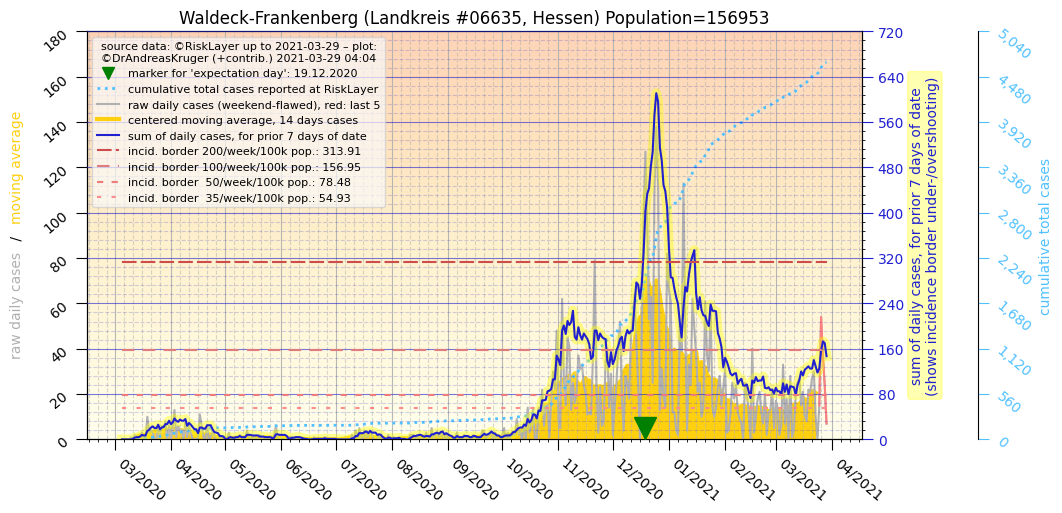 Waldeck-Frankenberg (Landkreis #06635, Hessen) Population=156953
source data: ©RiskLayer up to 2021-03-29 – plot:
©DrAndreasKruger (+contrib.) 2021-03-29 04:04
marker for 'expectation day': 19.12.2020
cumulative total cases reported at RiskLayer
raw daily cases (weekend-flawed), red: last 5
centered moving average, 14 days cases
sum of daily cases, for prior 7 days of date
incid. border 200/week/100k pop.: 313.91
incid. border 100/week/100k pop.: 156.95
incid. border  50/week/100k pop.: 78.48
incid. border  35/week/100k pop.: 54.93
raw daily cases / moving average
180
160
140
120
100
80
60
40
20
0
03/2020
04/2020
05/2020
06/2020
07/2020
08/2020
09/2020
10/2020
11/2020
12/2020
01/2021
02/2021
03/2021
04/2021
720
640
560
480
400
320
240
160
80
0
sum of daily cases, for prior 7 days of date
(shows incidence border under-/overshooting)
5,040
4,480
3,920
3,360
2,800
2,240
1,680
1,120
560
0
cumulative total cases